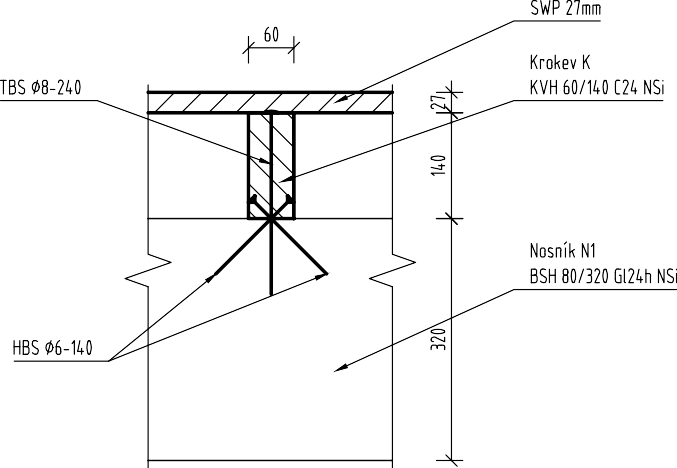 SWP 27mm
60
Krokev K
KVH 60/140 C24 NSi
TBS Ø8-240
27
140
Nosník N1
BSH 80/320 Gl24h NSi
320
HBS Ø6-140